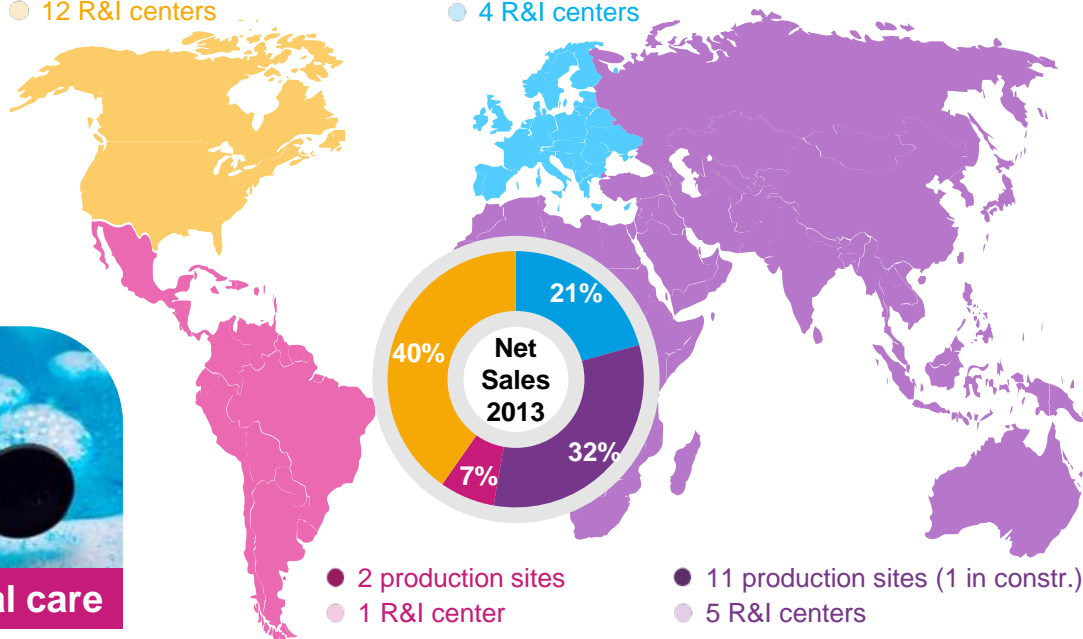 12 R&I centers
4 R&I centers
21%
40%
Net
Sales
2013
32%
7%
2 production sites
11 production sites (1 in constr.)
1 R&I center
5 R&I centers
care